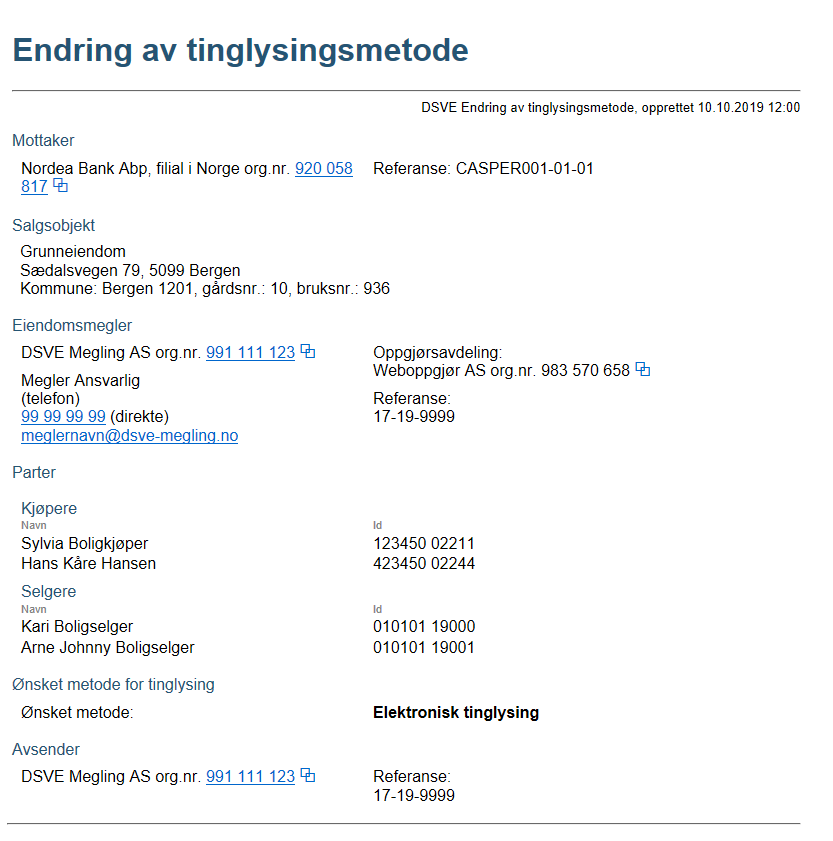 Endring av tinglysingsmetode
DSVE Endring av tinglysingsmetode, opprettet 10.10.2019 12:00
Mottaker
Nordea Bank Abp, filial i Norge org.nr. 920 058 817
Referanse: CASPER001-01-01
Salgsobjekt
Grunneiendom
Sædalsvegen 79, 5099 Bergen
Kommune: Bergen 1201, gårdsnr.: 10, bruksnr.: 936
Eiendomsmegler
DSVE Megling AS org.nr. 991 111 123
Megler Ansvarlig
(telefon)
99 99 99 99 (direkte)
meglernavn@dsve-megling.no
Oppgjørsavdeling:
Weboppgjør AS org.nr. 983 570 658
Referanse:
17-19-9999
Parter
Kjøpere
Navn Id
Sylvia Boligkjøper 123450 02211
Hans Kåre Hansen 423450 02244
Selgere
Navn Id
Kari Boligselger 010101 19000
Arne Johnny Boligselger 010101 19001
Ønsket metode for tinglysing
Ønsket metode: Elektronisk tinglysing
Avsender
DSVE Megling AS org.nr. 991 111 123
Referanse:
17-19-9999